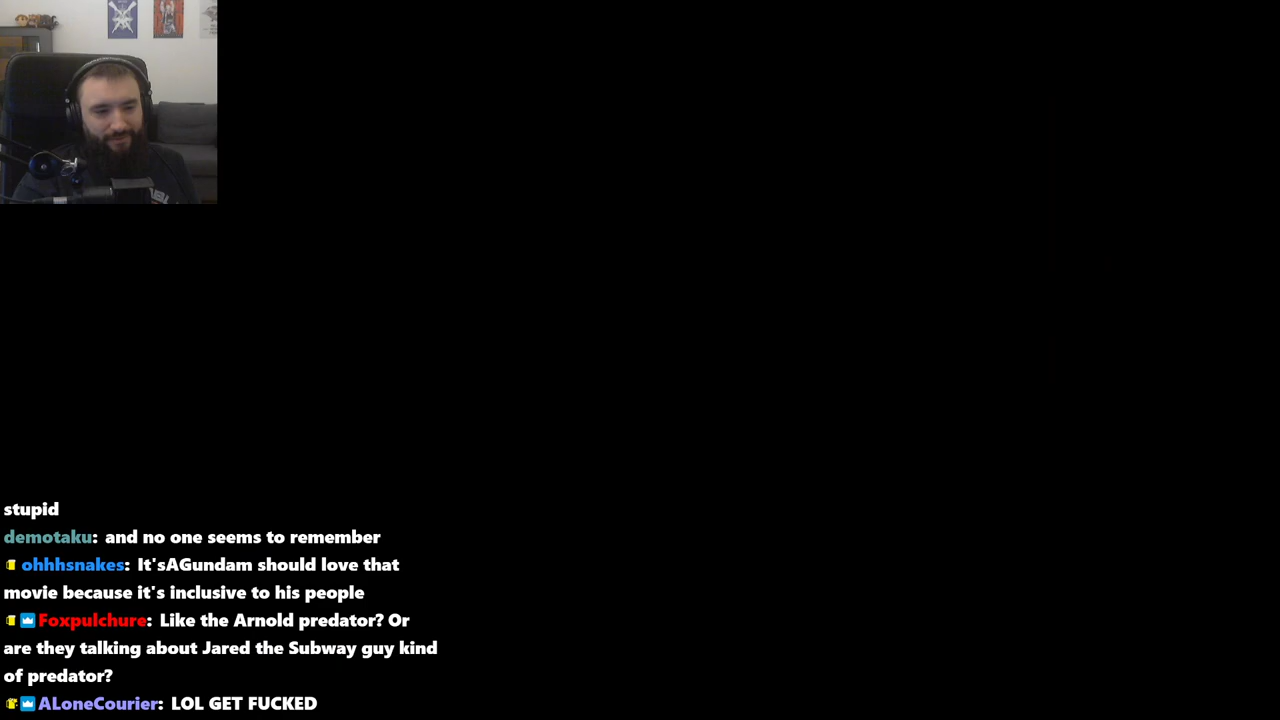 stupid
demotaku: and no one seems to remember
ohhhsnakes: It'sAGundam should love that
movie because it's inclusive to his people
Foxpulchure: Like the Arnold predator? Or
are they talking about Jared the Subway guy kind
of predator?
ALoneCourier: LOL GET FUCKED